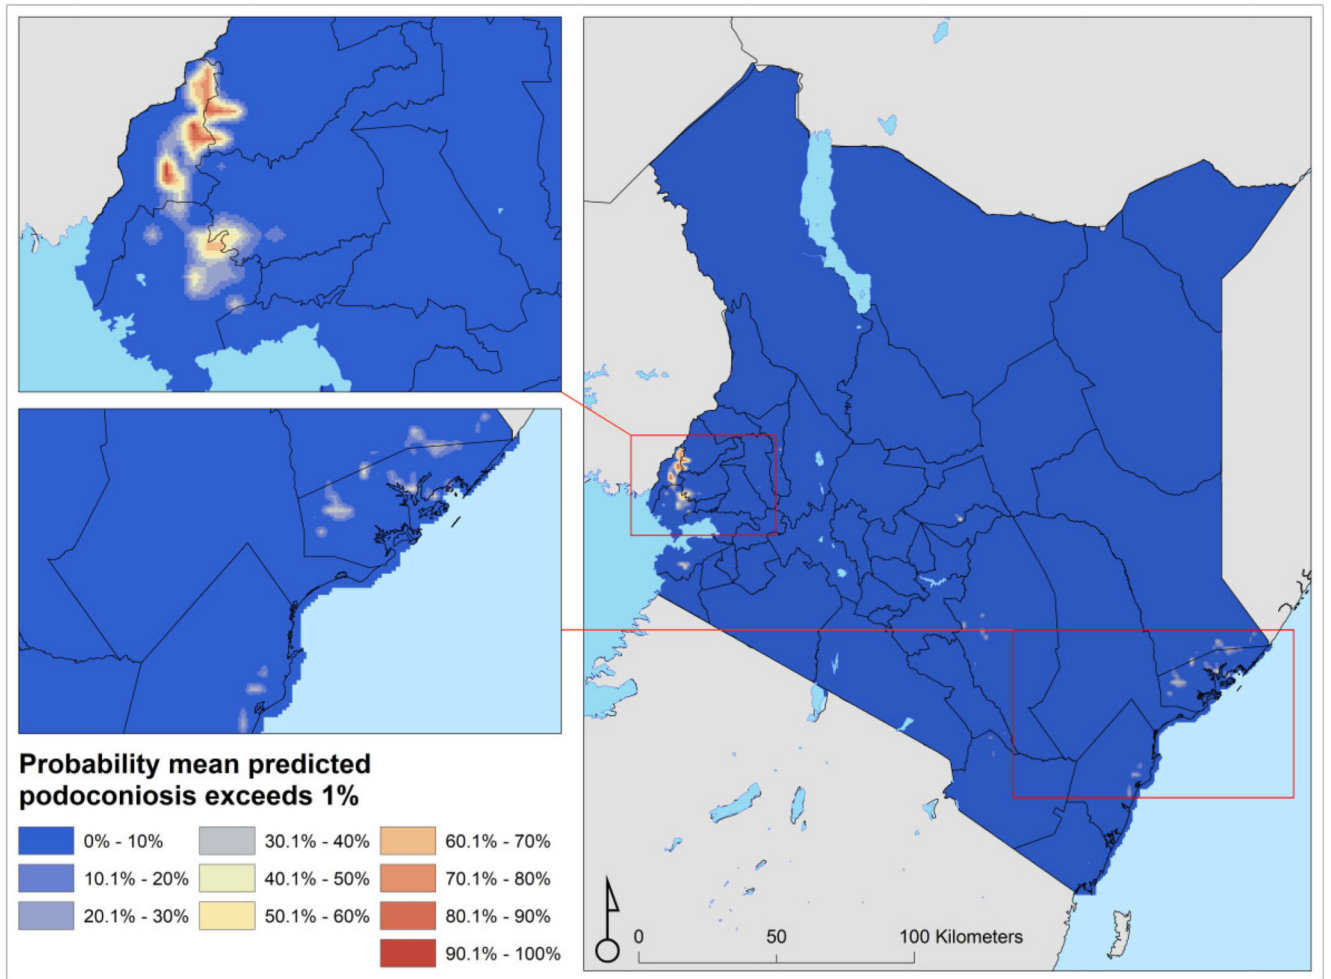 Probability mean predicted
podoconiosis exceeds 1%
0% - 10%
10.1% - 20%
20.1% - 30%
30.1% - 40%
40.1% - 50%
50.1% - 60%
60.1% - 70%
70.1% - 80%
80.1% - 90%
90.1% - 100%
0 50 100 Kilometers